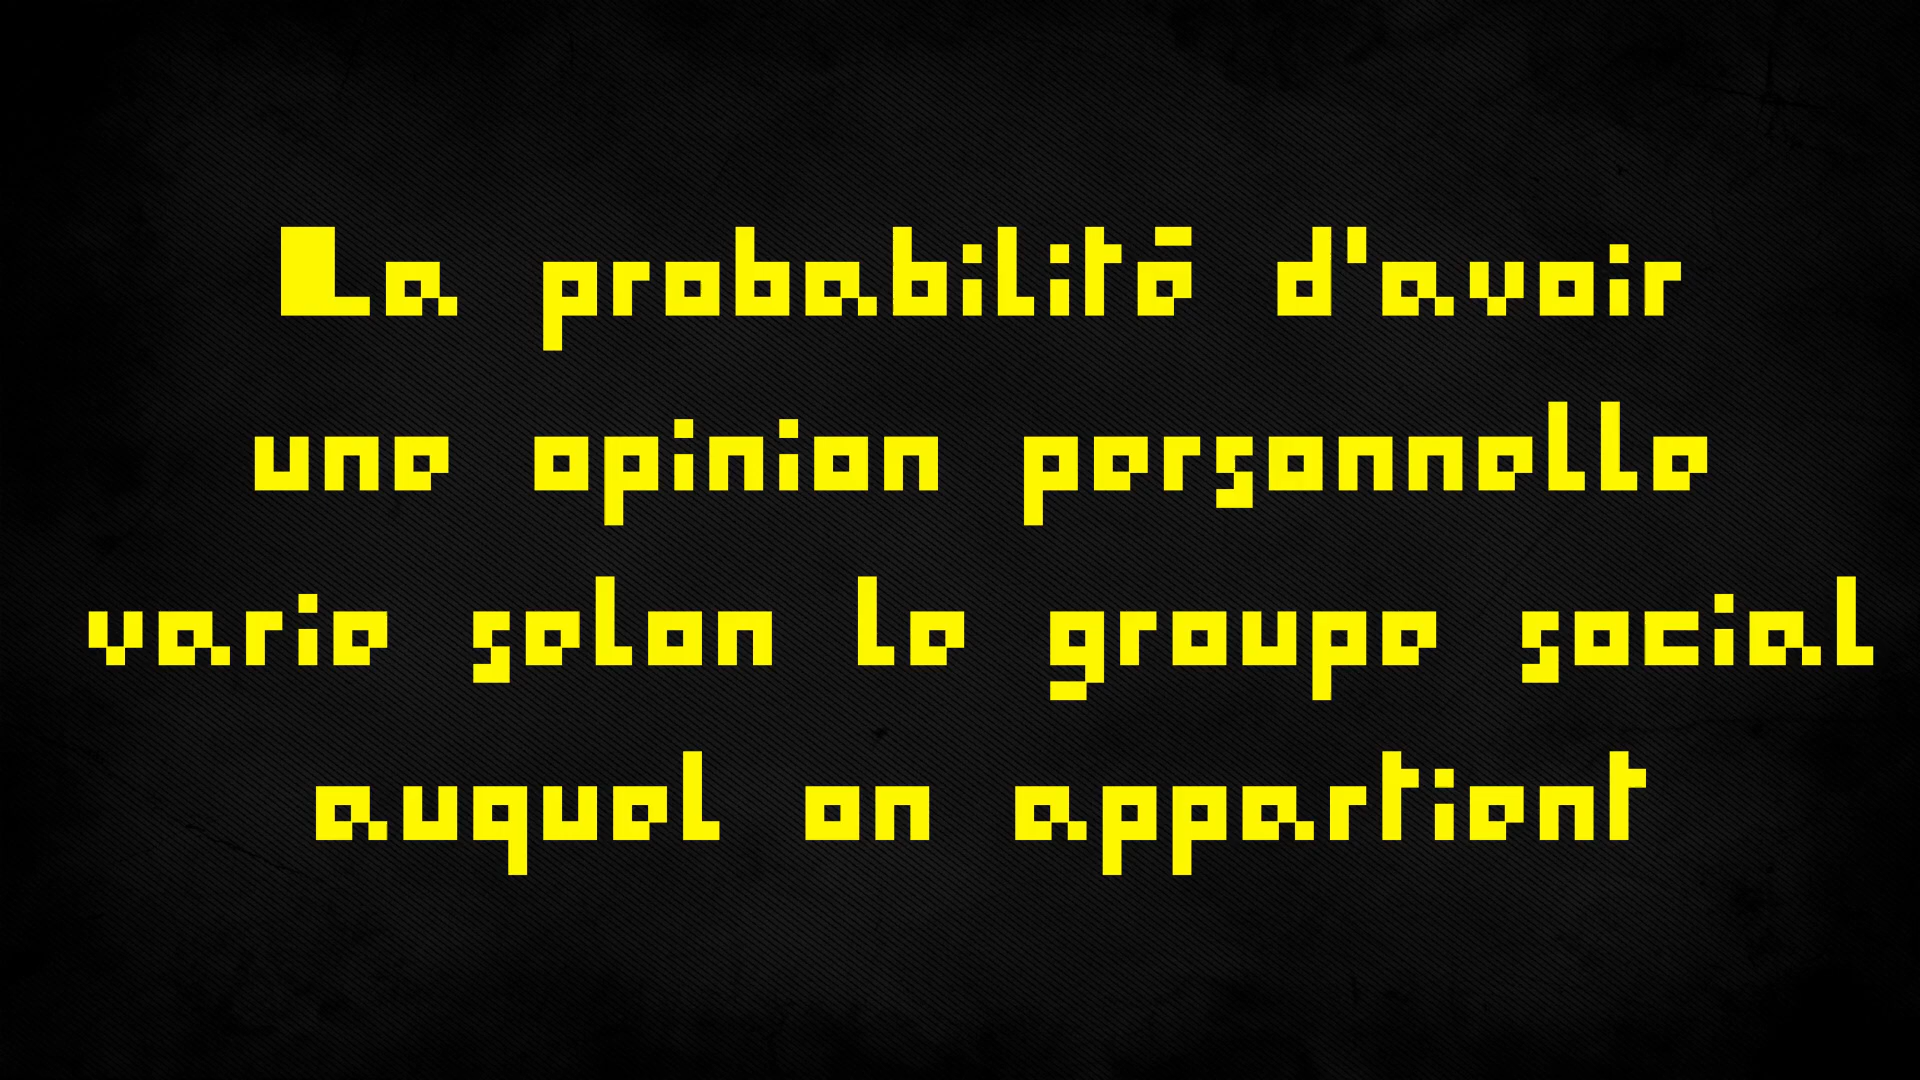 La probabilité d'avoir
une opinion personnelle
varie selon le groupe social
auquel on appartient